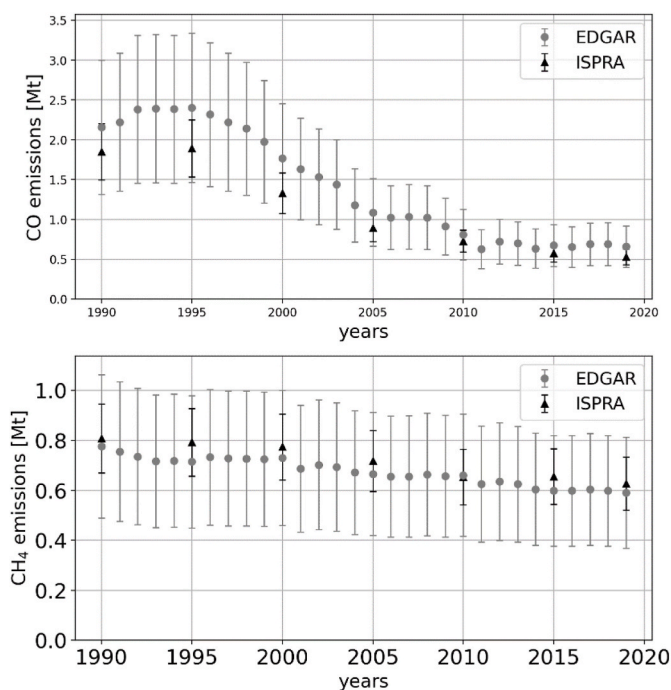 3.5
3.0
2.5
2.0
1.5
1.0
0.5
0.0
CO emissions [Mt]
EDGAR
ISPRA
1990 1995 2000 2005 2010 2015 2020
years
1.0
0.8
0.6
0.4
0.2
0.0
CH₄ emissions [Mt]
EDGAR
ISPRA
1990 1995 2000 2005 2010 2015 2020
years